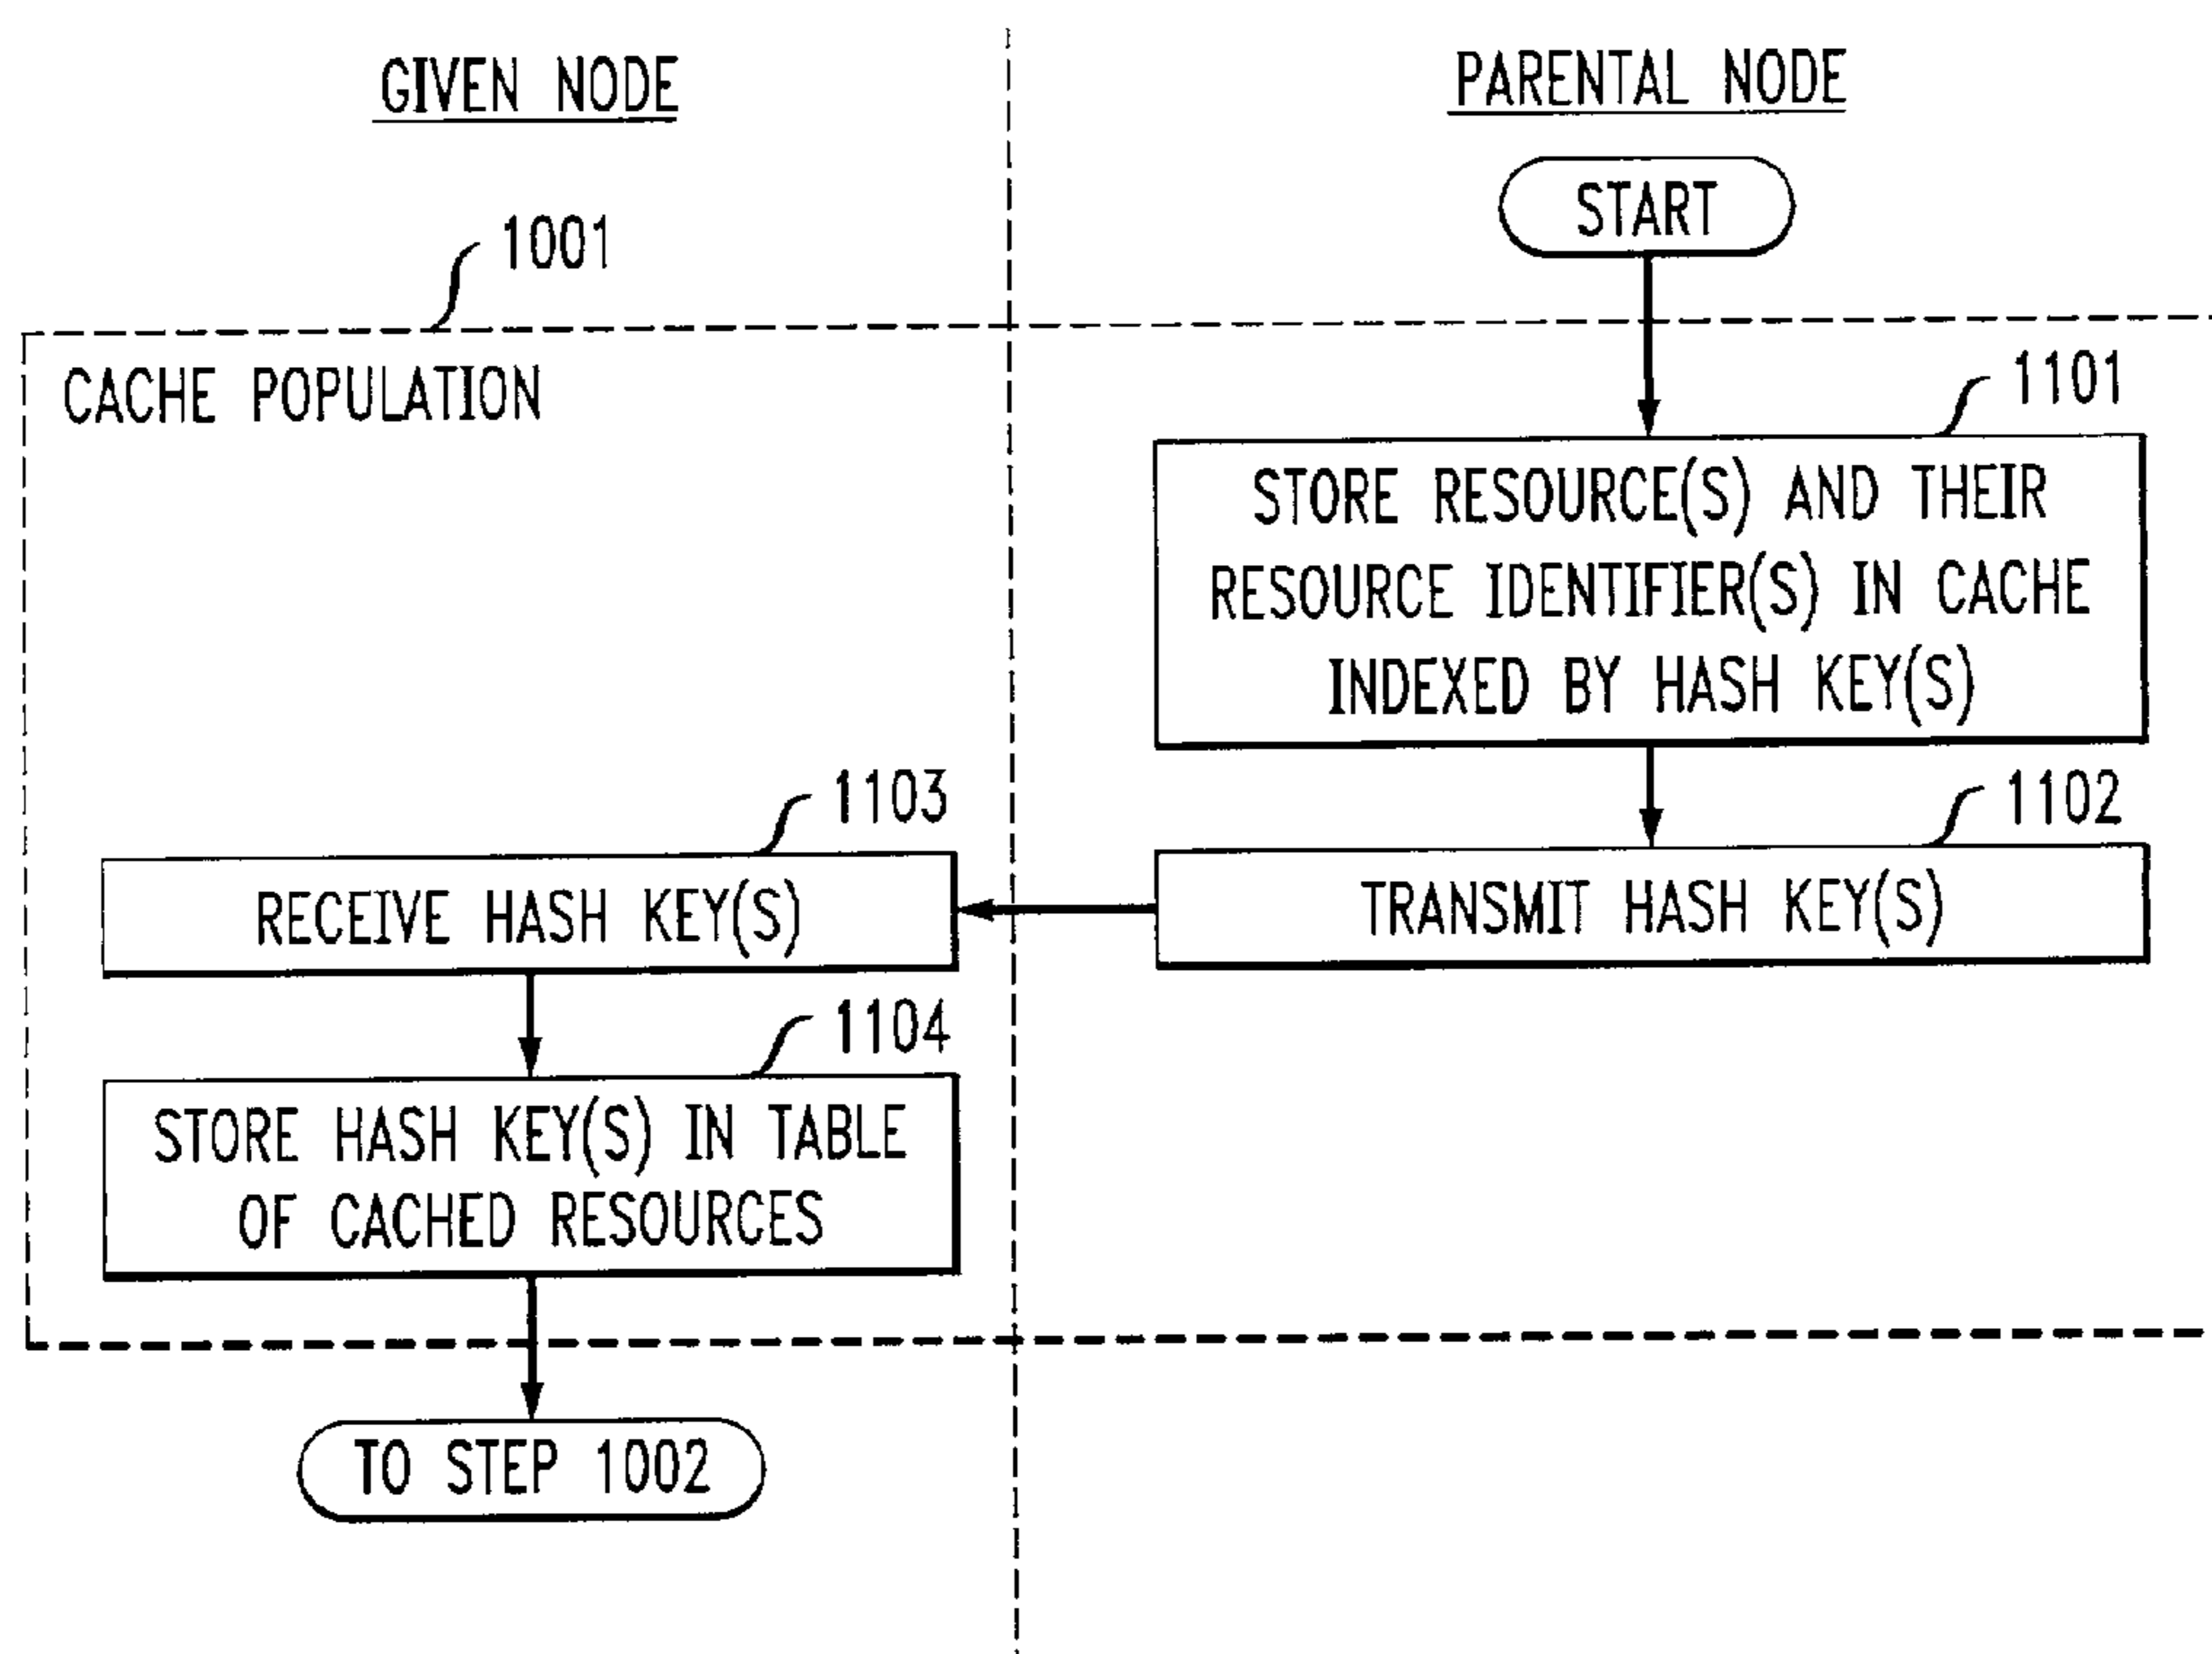 GIVEN NODE
PARENTAL NODE
START
1001
CACHE POPULATION
1101
STORE RESOURCE(S) AND THEIR
RESOURCE IDENTIFIER(S) IN CACHE
INDEXED BY HASH KEY(S)
1103
1102
RECEIVE HASH KEY(S)
TRANSMIT HASH KEY(S)
1104
STORE HASH KEY(S) IN TABLE
OF CACHED RESOURCES
TO STEP 1002